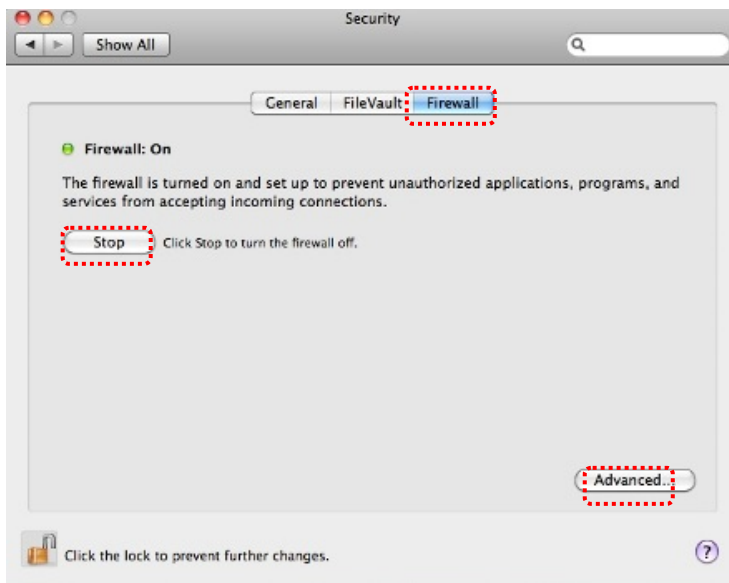 Security
Show All
General FileVault Firewall
Firewall: On
The firewall is turned on and set up to prevent unauthorized applications, programs, and
services from accepting incoming connections.
Stop Click Stop to turn the firewall off.
Advanced...
Click the lock to prevent further changes.
?